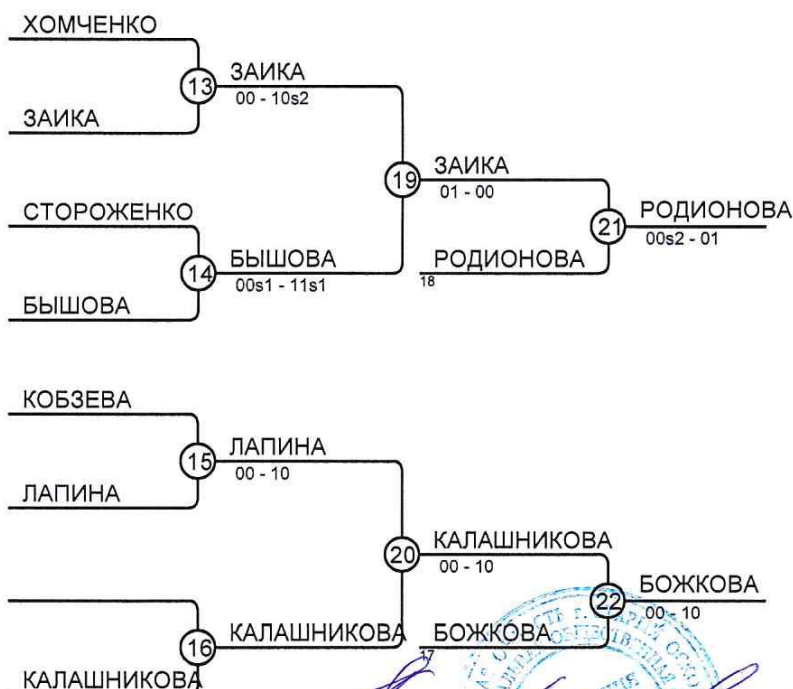 ХОМЧЕНКО
13
ЗАИКА
00 - 10s2
ЗАИКА
19
ЗАИКА
01 - 00
СТОРОЖЕНКО
21
РОДИОНОВА
00s2 - 01
14
БЫШОВА
00s1 - 11s1
РОДИОНОВА
18
БЫШОВА
КОБЗЕВА
15
ЛАПИНА
00 - 10
ЛАПИНА
20
КАЛАШНИКОВА
00 - 10
22
БОЖКОВА
00 - 10
16
КАЛАШНИКОВА
БОЖКОВА
17
КАЛАШНИКОВА